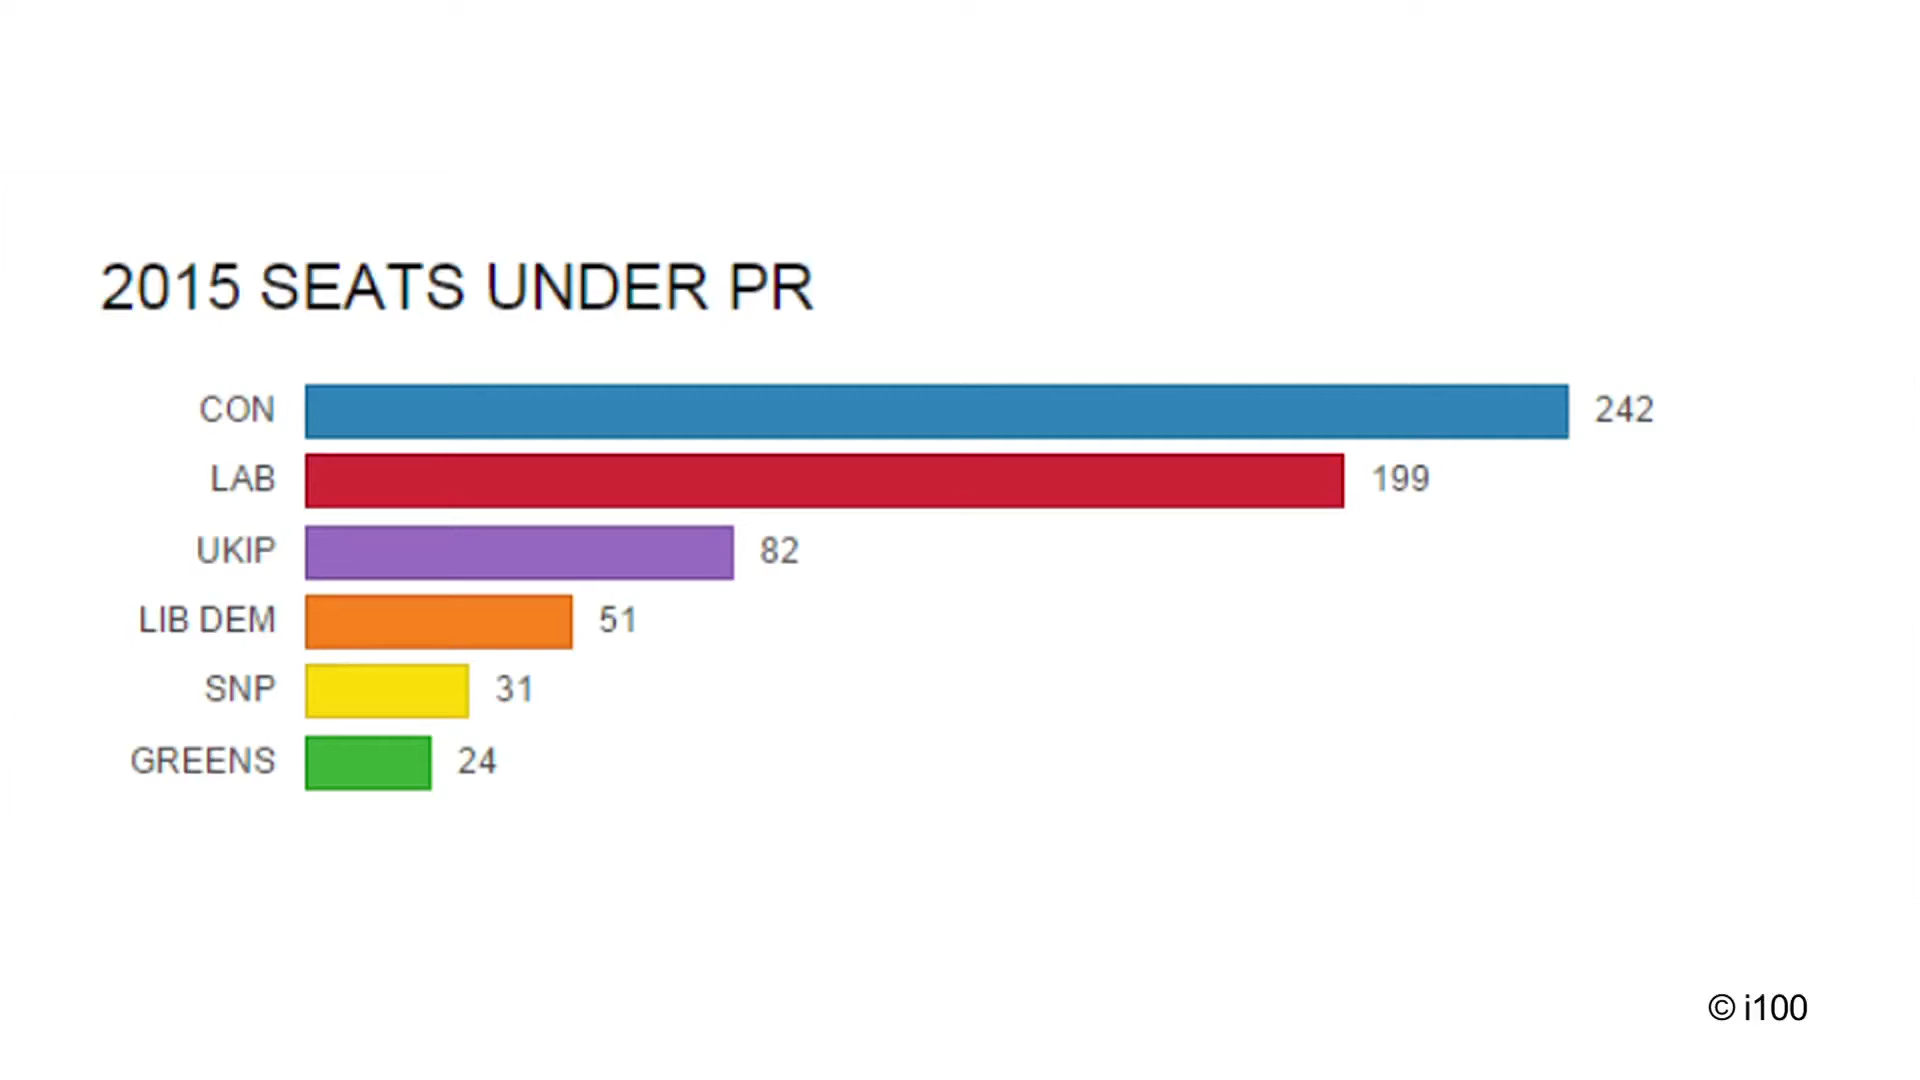 2015 SEATS UNDER PR
CON 242
LAB 199
UKIP 82
LIB DEM 51
SNP 31
GREENS 24
© i100